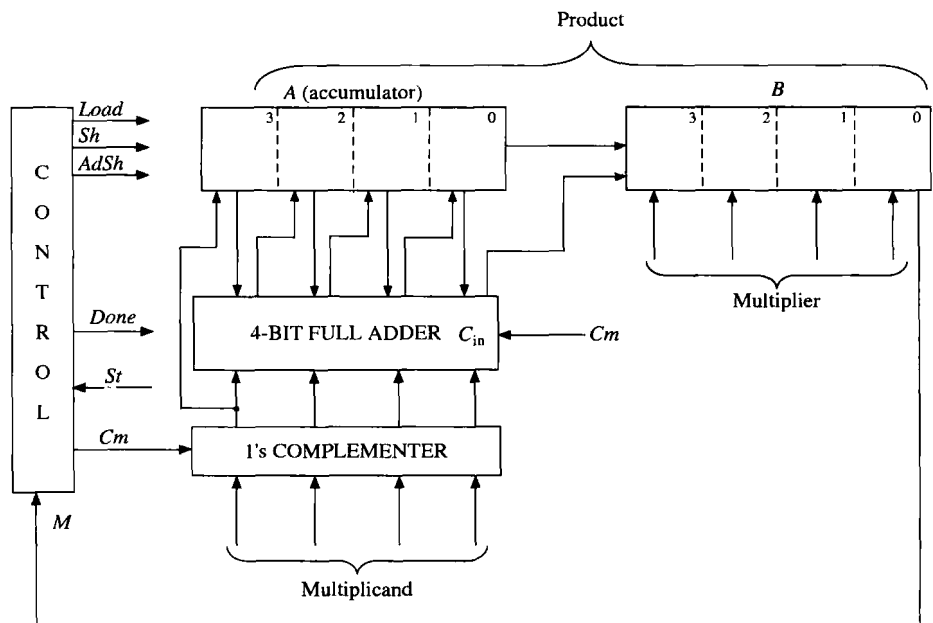 Product
A (accumulator)
B
3 2 1 0
3 2 1 0
Load
Sh
AdSh
CONTROL
Multiplier
Done
4-BIT FULL ADDER Cin
Cm
St
Cm
1's COMPLEMENTER
M
Multiplicand